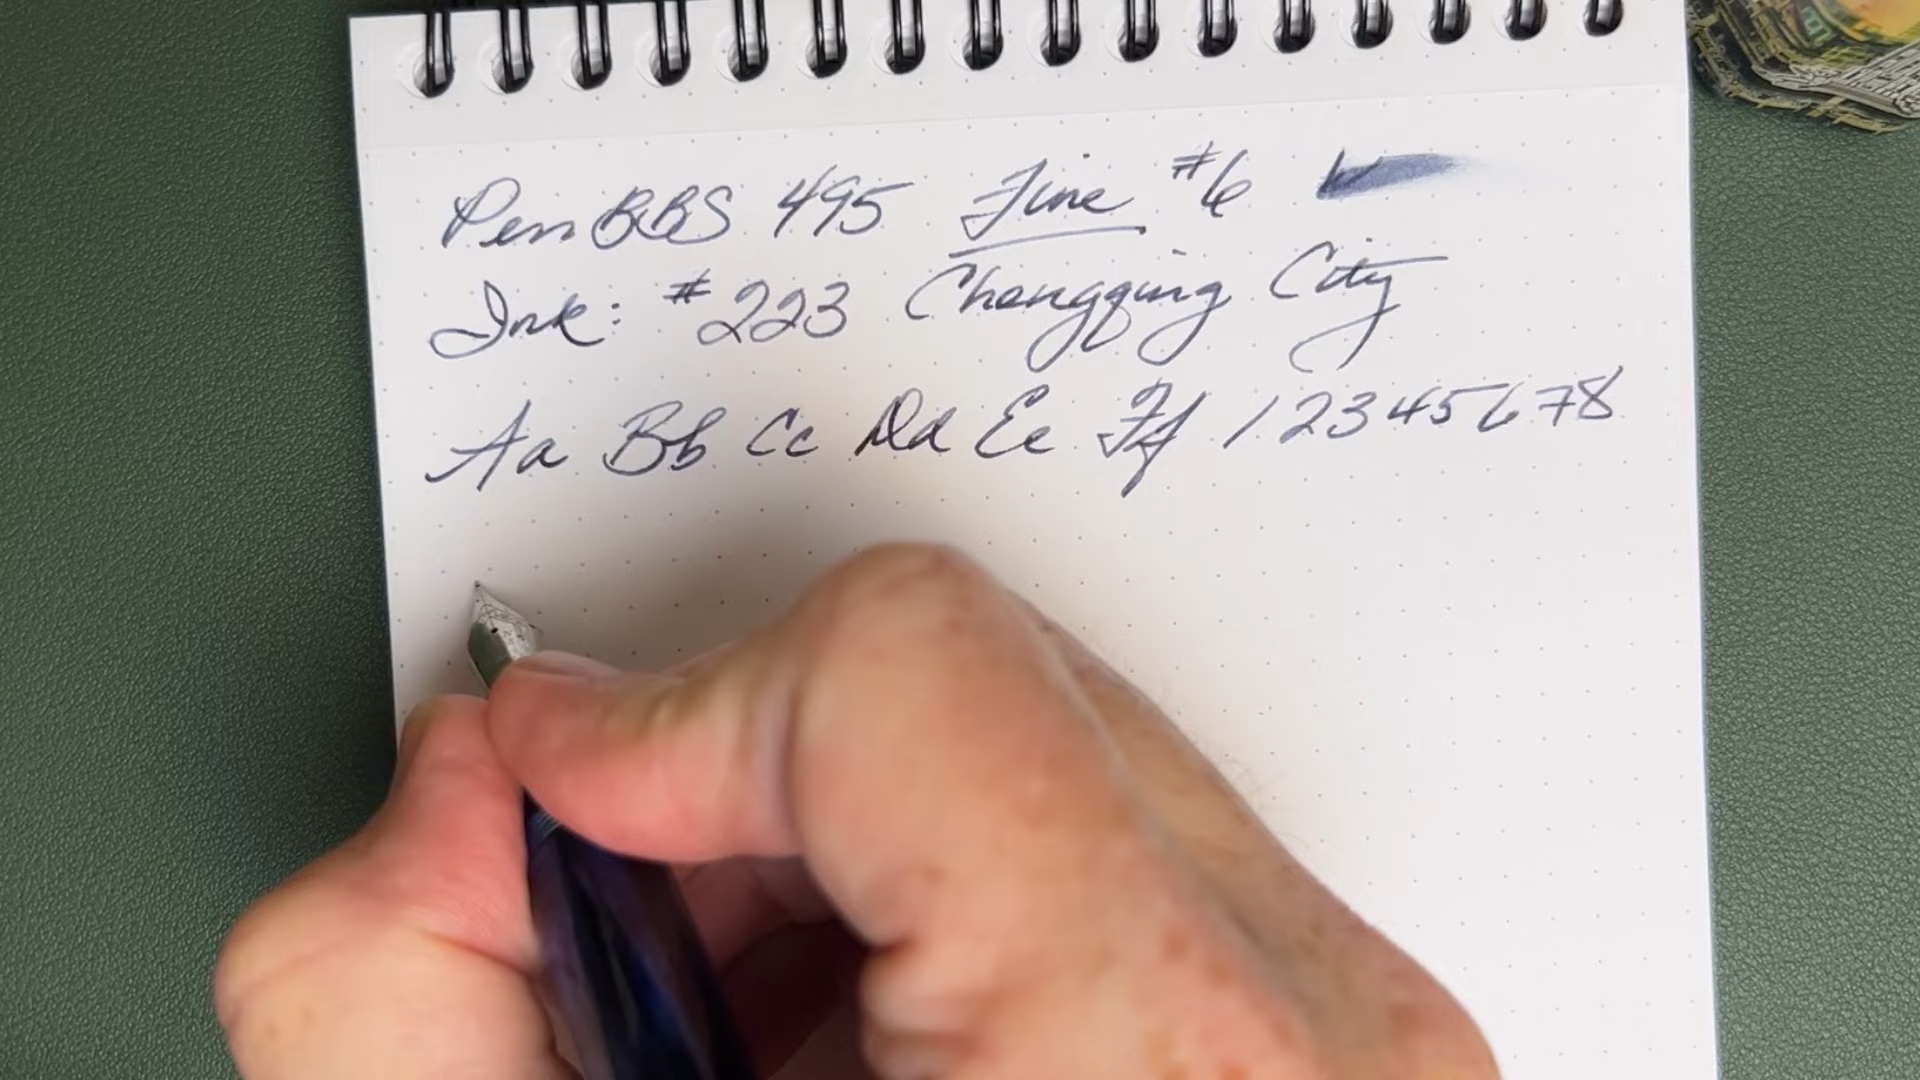 PenBBS 495 Fine #6
Ink: #223 Chongqing City
Aa Bb Cc Dd Ee Ff 12345678